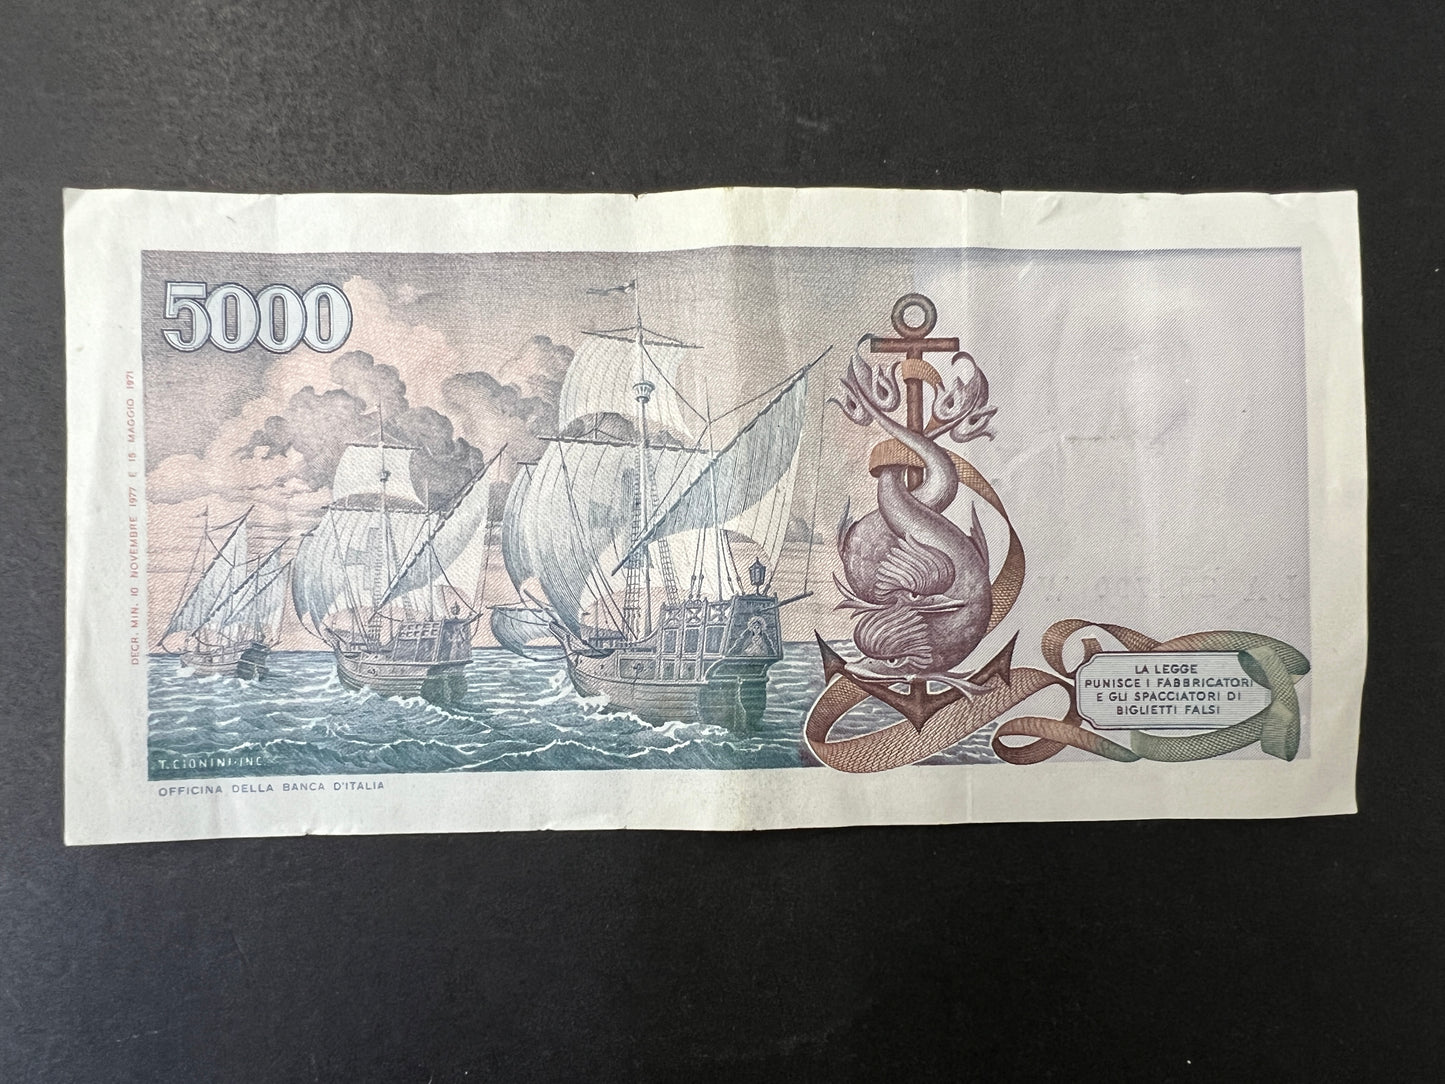 5000
DECR. MIN. 10 NOVEMBRE 1977 E 15 MAGGIO 1971
LA LEGGE
PUNISCE I FABBRICATORI
E GLI SPACCIATORI DI
BIGLIETTI FALSI
T. CIONINI·INC.
OFFICINA DELLA BANCA D'ITALIA